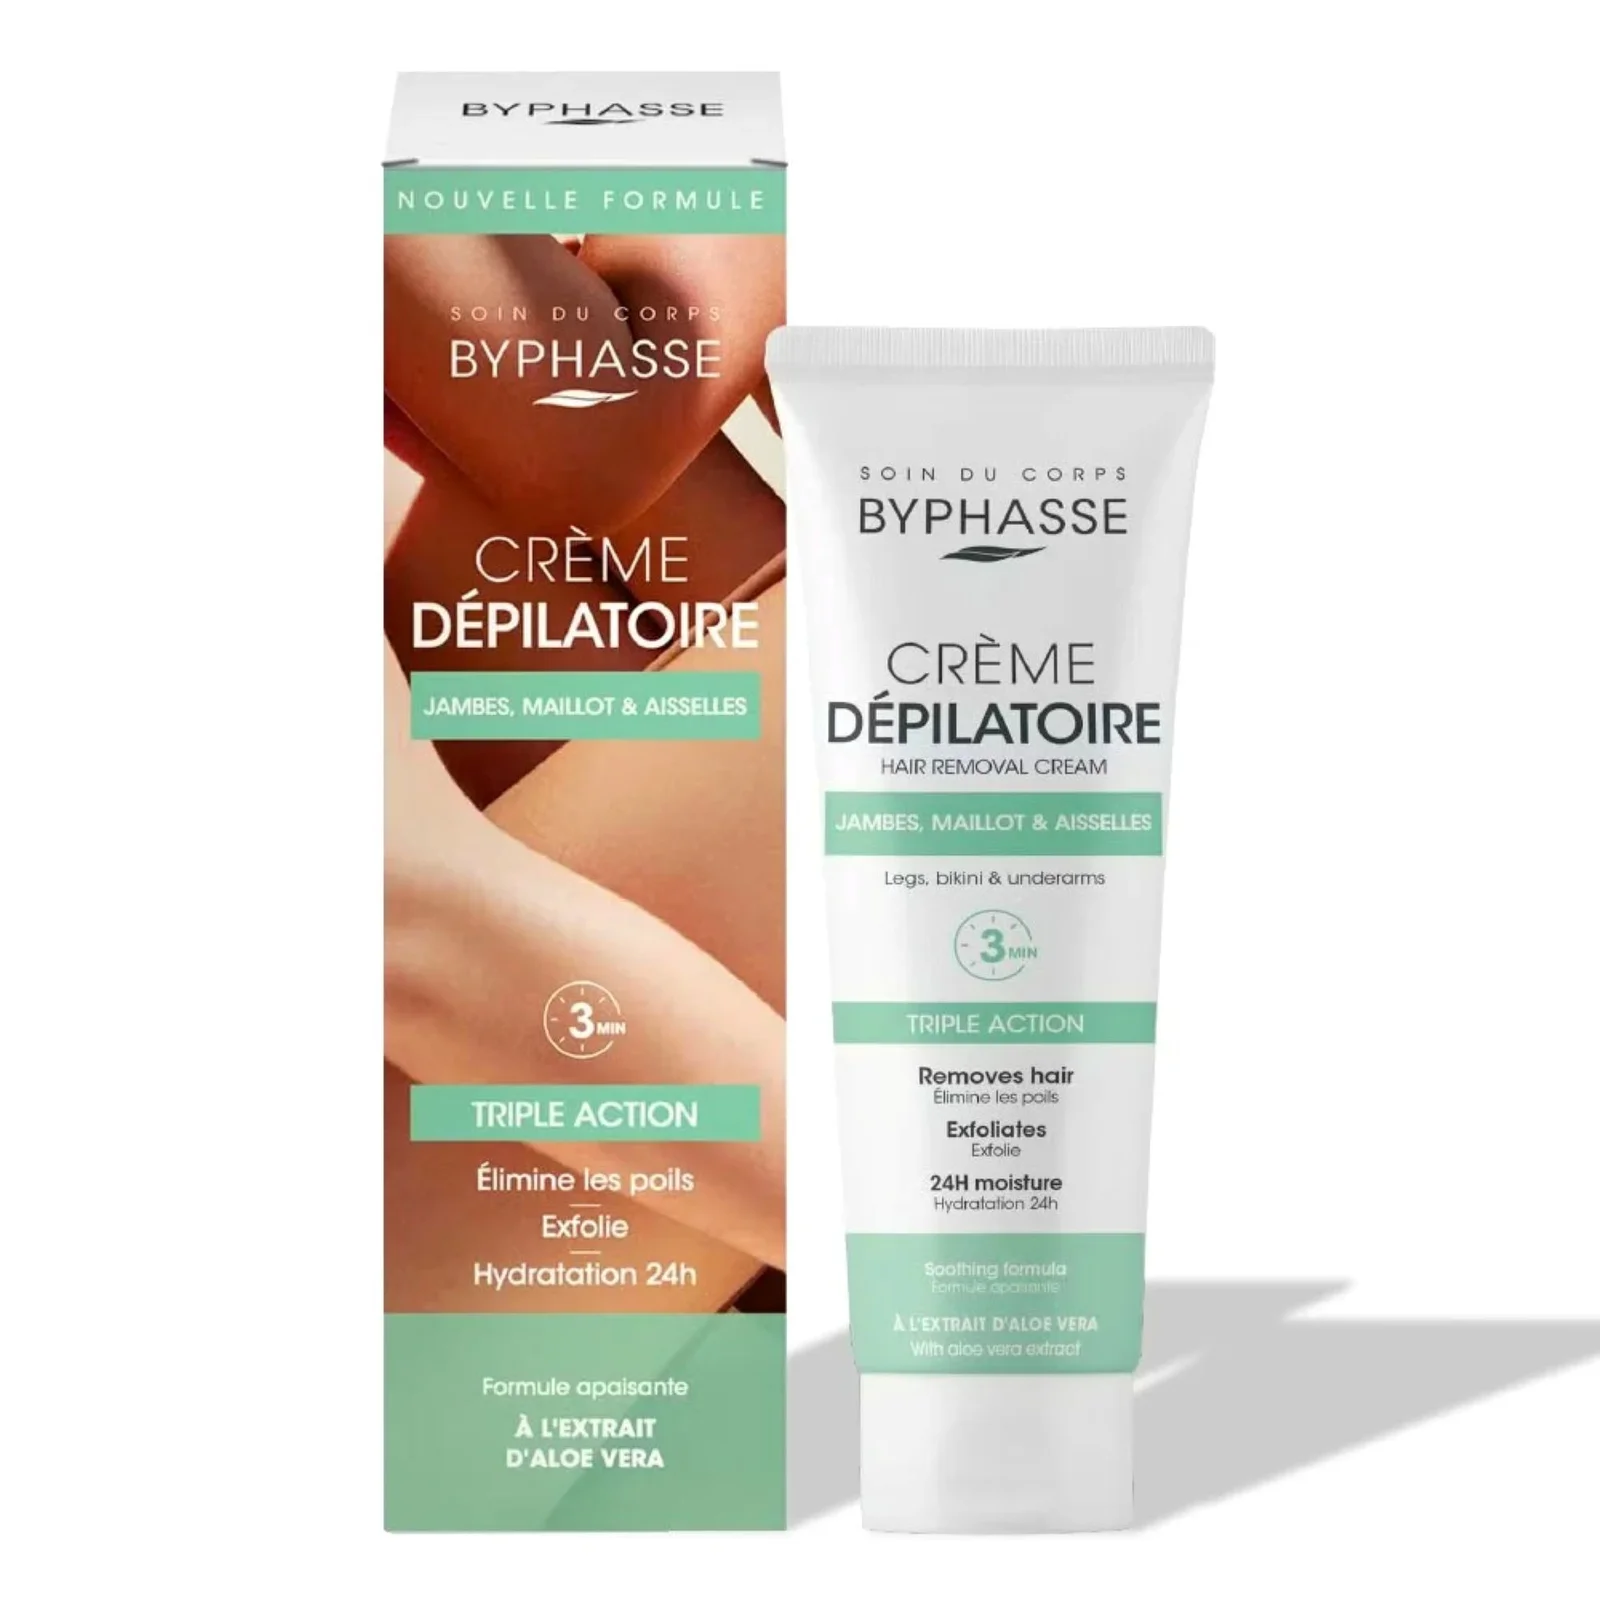 BYPHASSE
NOUVELLE FORMULE
SOIN DU CORPS
BYPHASSE
CRÈME
DÉPILATOIRE
JAMBES, MAILLOT & AISSELLES
3 MIN
TRIPLE ACTION
Élimine les poils
Exfolie
Hydratation 24h
Formule apaisante
À L'EXTRAIT
D'ALOE VERA
SOIN DU CORPS
BYPHASSE
CRÈME
DÉPILATOIRE
HAIR REMOVAL CREAM
JAMBES, MAILLOT & AISSELLES
Legs, bikini & underarms
3 MIN
TRIPLE ACTION
Removes hair
Élimine les poils
Exfoliates
Exfolie
24H moisture
Hydratation 24h
Soothing formula
Formule apaisante
À L'EXTRAIT D'ALOE VERA
With aloe vera extract